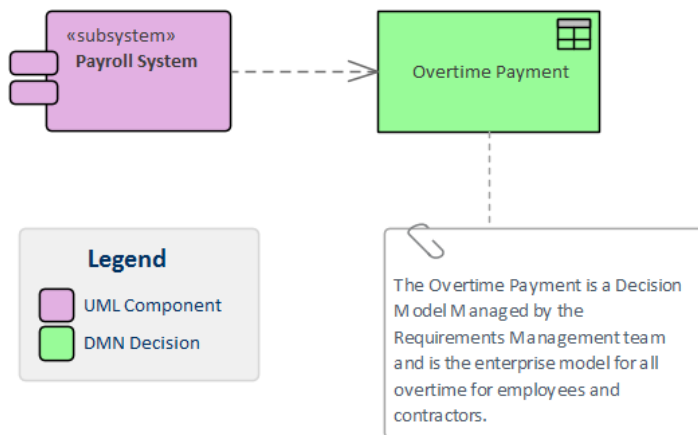 «subsystem»
Payroll System
Overtime Payment
Legend
UML Component
DMN Decision
The Overtime Payment is a Decision
Model Managed by the
Requirements Management team
and is the enterprise model for all
overtime for employees and
contractors.